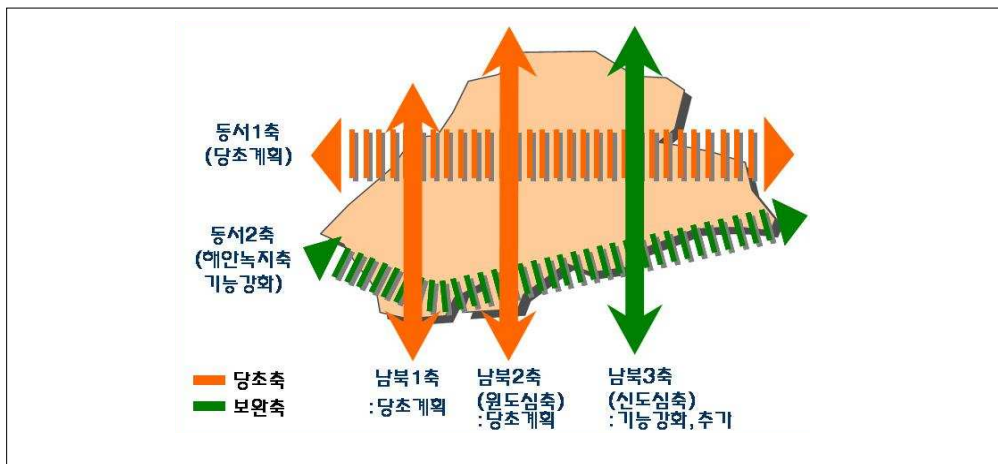 동서1축
(당초계획)
동서2축
(해안녹지축
기능강화)
당초축
보완축
남북1축
:당초계획
남북2축
(원도심축)
:당초계획
남북3축
(신도심축)
:기능강화,추가